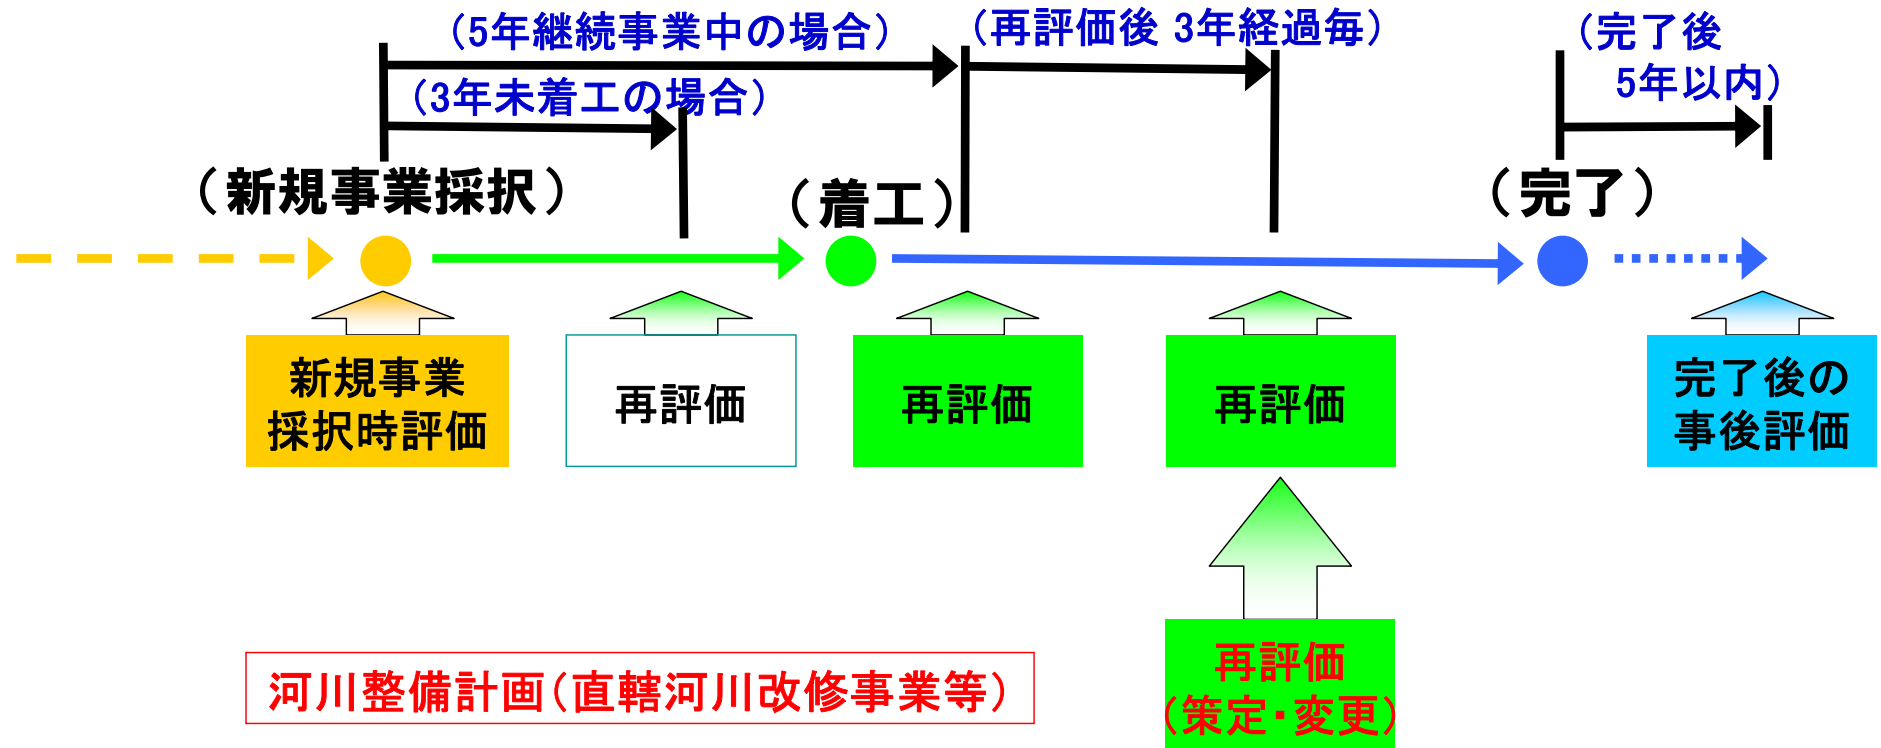 （5年継続事業中の場合）
（再評価後 3年経過毎）
（完了後
5年以内）
（3年未着工の場合）
（新規事業採択）
（着工）
（完了）
新規事業
採択時評価
再評価
再評価
再評価
完了後の
事後評価
河川整備計画（直轄河川改修事業等）
再評価
（策定・変更）